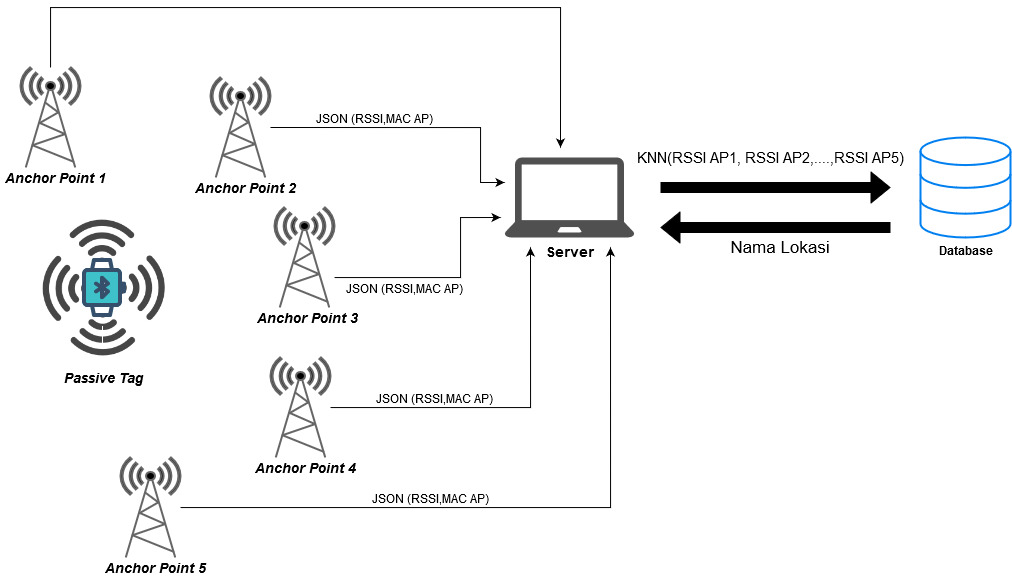 Anchor Point 1
Anchor Point 2
JSON (RSSI,MAC AP)
KNN(RSSI AP1, RSSI AP2,....,RSSI AP5)
Server
Nama Lokasi
Database
JSON (RSSI,MAC AP)
Anchor Point 3
Passive Tag
JSON (RSSI,MAC AP)
Anchor Point 4
JSON (RSSI,MAC AP)
Anchor Point 5